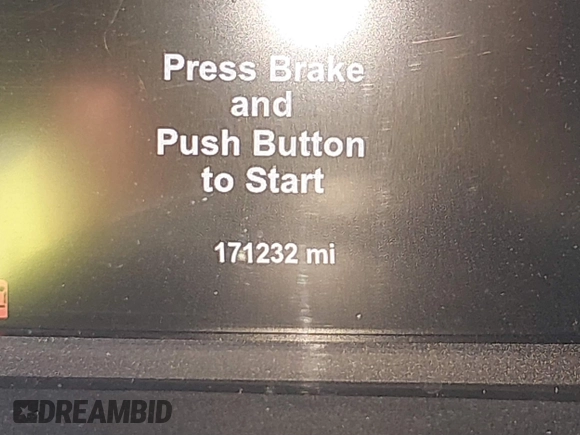 Press Brake
and
Push Button
to Start
171232 mi
DREAMBID